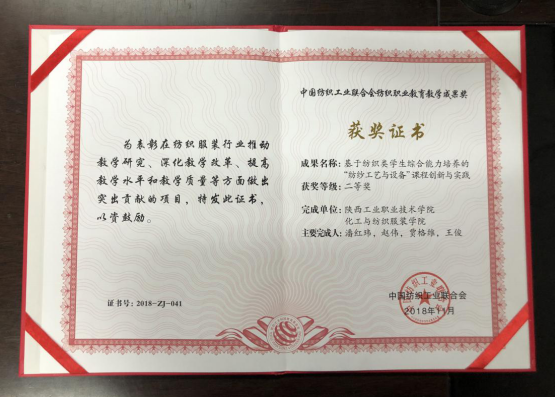 为表彰在纺织服装行业推动
教学研究、深化教学改革、提高
教学水平和教学质量等方面做出
突出贡献的项目，特发此证书，
以资鼓励。
证书号：2018-ZJ-041
中国纺织工业联合会纺织职业教育教学成果奖
获奖证书
成果名称：基于纺织类学生综合能力培养的
“纺纱工艺与设备”课程创新与实践
获奖等级：二等奖
完成单位：陕西工业职业技术学院
化工与纺织服装学院
主要完成人：潘红玮，赵伟，贾格维，王俊
中国纺织工业联合会
2018年11月